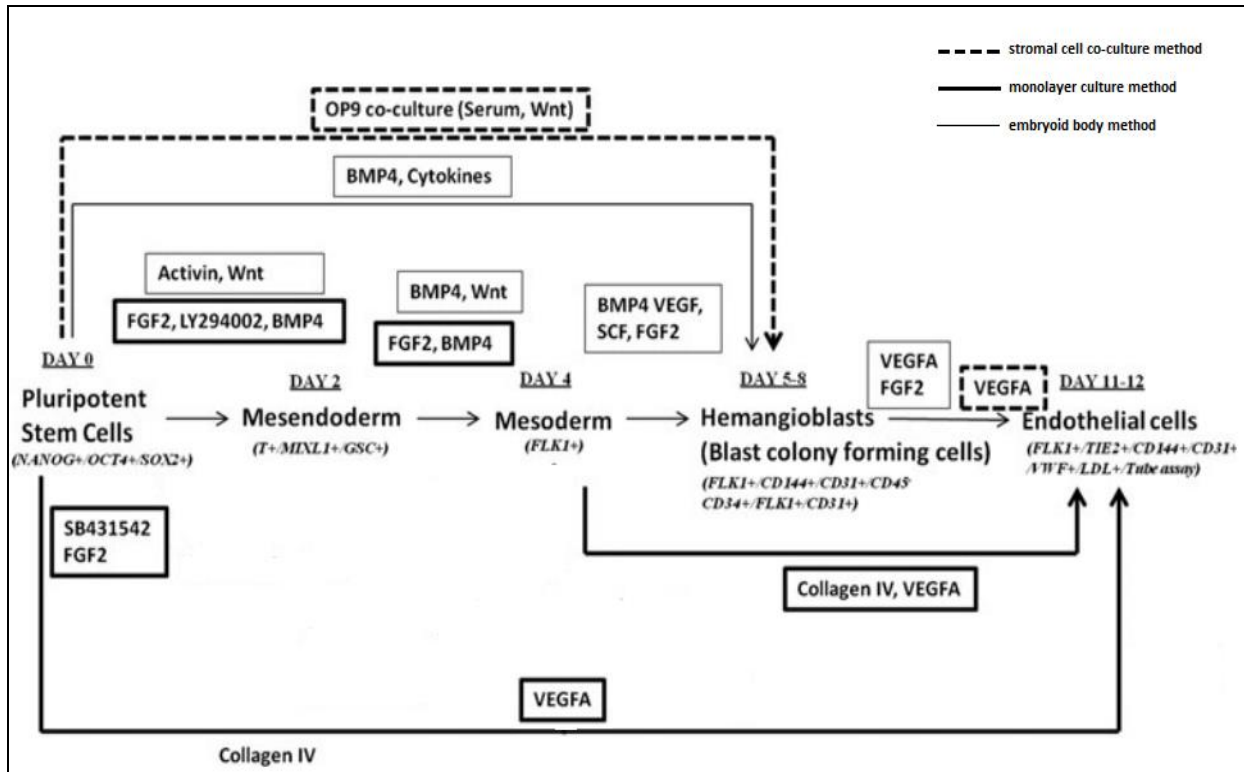 stromal cell co-culture method
monolayer culture method
embryoid body method
OP9 co-culture (Serum, Wnt)
BMP4, Cytokines
Activin, Wnt
FGF2, LY294002, BMP4
BMP4, Wnt
FGF2, BMP4
BMP4 VEGF,
SCF, FGF2
VEGFA
FGF2
VEGFA
DAY 0
Pluripotent
Stem Cells
(NANOG+/OCT4+/SOX2+)
DAY 2
Mesendoderm
(T+/MIXL1+/GSC+)
DAY 4
Mesoderm
(FLK1+)
DAY 5-8
Hemangioblasts
(Blast colony forming cells)
(FLK1+/CD144+/CD31+/CD45-
CD34+/FLK1+/CD31+)
DAY 11-12
Endothelial cells
(FLK1+/TIE2+/CD144+/CD31+
/VWF+/LDL+/Tube assay)
SB431542
FGF2
Collagen IV, VEGFA
VEGFA
Collagen IV